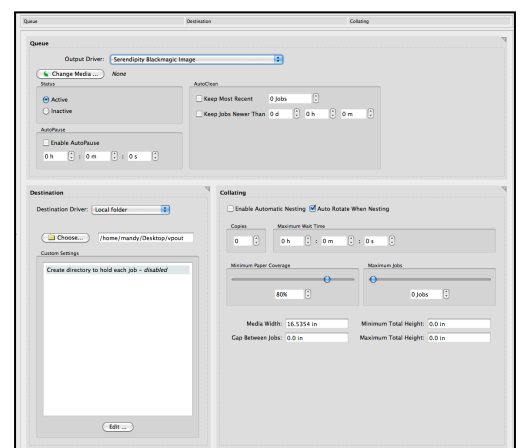 Queue Destination Collating
Queue
Output Driver: Serendipity Blackmagic Image
Change Media ... None
Status
Active
Inactive
AutoClean
Keep Most Recent 0 Jobs
Keep Jobs Newer Than 0 d 0 h 0 m
AutoPause
Enable AutoPause
0 h : 0 m : 0 s
Destination
Destination Driver: Local folder
Choose... /home/mandy/Desktop/vpout
Custom Settings
Create directory to hold each job – disabled
Edit ...
Collating
Enable Automatic Nesting Auto Rotate When Nesting
Copies Maximum Wait Time
0 0 h : 0 m : 0 s
Minimum Paper Coverage Maximum Jobs
80% 0 Jobs
Media Width: 16.5354 in Minimum Total Height: 0.0 in
Gap Between Jobs: 0.0 in Maximum Total Height: 0.0 in